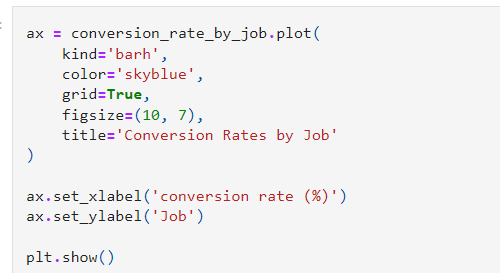 ax = conversion_rate_by_job.plot(
    kind='barh',
    color='skyblue',
    grid=True,
    figsize=(10, 7),
    title='Conversion Rates by Job'
)

ax.set_xlabel('conversion rate (%)')
ax.set_ylabel('Job')

plt.show()